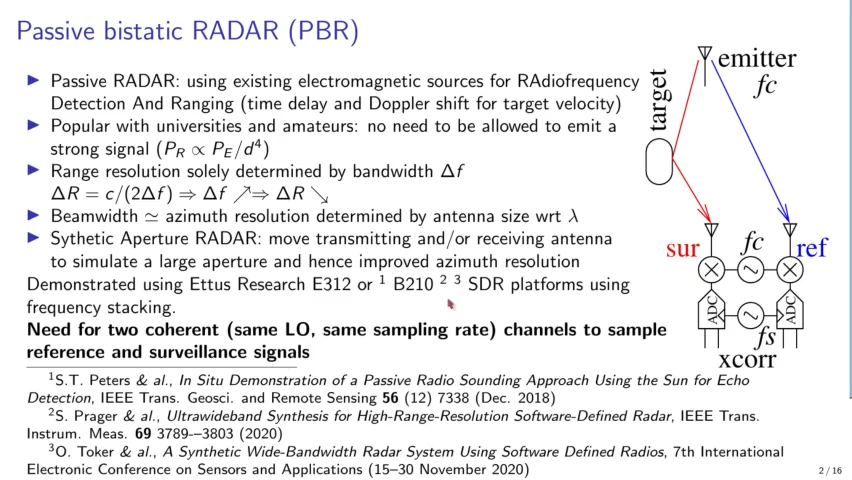 Passive bistatic RADAR (PBR)
▶ Passive RADAR: using existing electromagnetic sources for RAdiofrequency
Detection And Ranging (time delay and Doppler shift for target velocity)
▶ Popular with universities and amateurs: no need to be allowed to emit a
strong signal (P_R ∝ P_E/d⁴)
▶ Range resolution solely determined by bandwidth Δf
ΔR = c/(2Δf) ⇒ Δf ↗⇒ ΔR ↘
▶ Beamwidth ≃ azimuth resolution determined by antenna size wrt λ
▶ Sythetic Aperture RADAR: move transmitting and/or receiving antenna
to simulate a large aperture and hence improved azimuth resolution
Demonstrated using Ettus Research E312 or ¹ B210 ² ³ SDR platforms using
frequency stacking.
Need for two coherent (same LO, same sampling rate) channels to sample
reference and surveillance signals
emitter
fc
target
sur
fc
ref
ADC
ADC
fs
xcorr
¹S.T. Peters & al., In Situ Demonstration of a Passive Radio Sounding Approach Using the Sun for Echo
Detection, IEEE Trans. Geosci. and Remote Sensing 56 (12) 7338 (Dec. 2018)
²S. Prager & al., Ultrawideband Synthesis for High-Range-Resolution Software-Defined Radar, IEEE Trans.
Instrum. Meas. 69 3789-–3803 (2020)
³O. Toker & al., A Synthetic Wide-Bandwidth Radar System Using Software Defined Radios, 7th International
Electronic Conference on Sensors and Applications (15–30 November 2020)
2 / 16